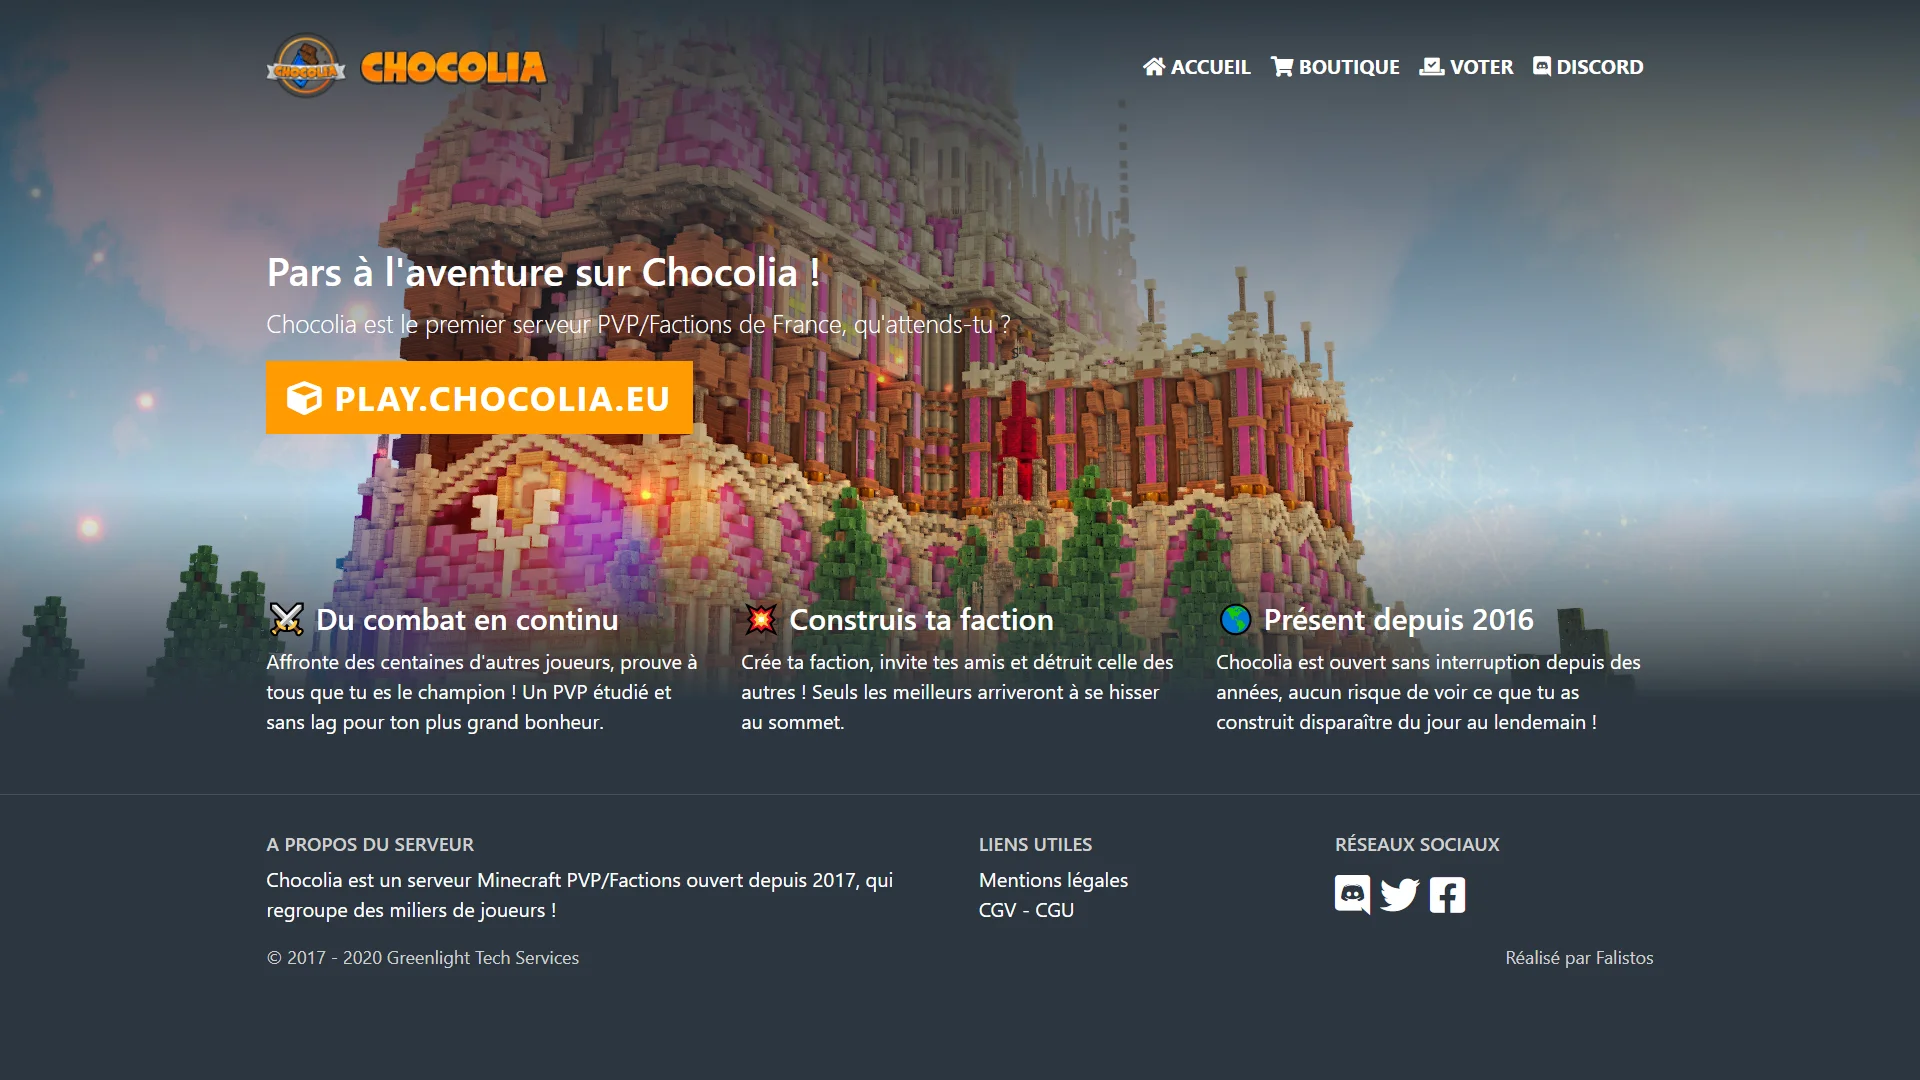 CHOCOLIA CHOCOLIA
ACCUEIL BOUTIQUE VOTER DISCORD
Pars à l'aventure sur Chocolia !
Chocolia est le premier serveur PVP/Factions de France, qu'attends-tu ?
PLAY.CHOCOLIA.EU
Du combat en continu
Affronte des centaines d'autres joueurs, prouve à
tous que tu es le champion ! Un PVP étudié et
sans lag pour ton plus grand bonheur.
Construis ta faction
Crée ta faction, invite tes amis et détruit celle des
autres ! Seuls les meilleurs arriveront à se hisser
au sommet.
Présent depuis 2016
Chocolia est ouvert sans interruption depuis des
années, aucun risque de voir ce que tu as
construit disparaître du jour au lendemain !
A PROPOS DU SERVEUR
Chocolia est un serveur Minecraft PVP/Factions ouvert depuis 2017, qui
regroupe des miliers de joueurs !
LIENS UTILES
Mentions légales
CGV - CGU
RÉSEAUX SOCIAUX
© 2017 - 2020 Greenlight Tech Services
Réalisé par Falistos